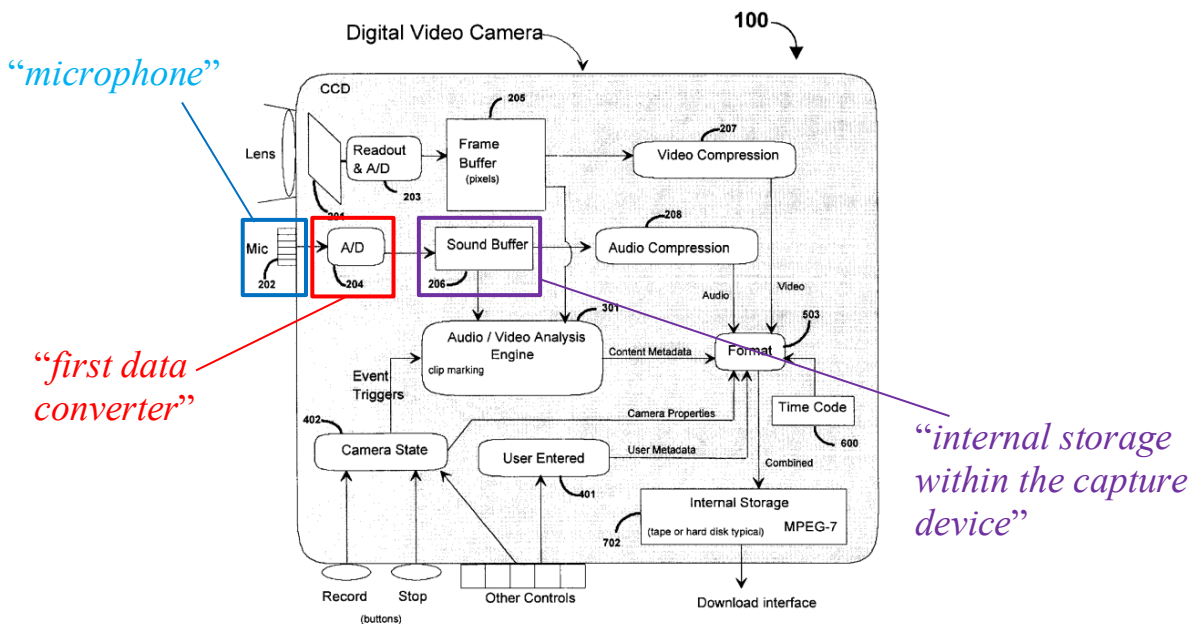 100
Digital Video Camera
“microphone”
CCD
205
207
Lens
Readout
& A/D
203
Frame
Buffer
(pixels)
Video Compression
201
208
Mic
A/D
Sound Buffer
Audio Compression
202
204
206
Audio
Video
301
503
Audio / Video Analysis
Engine
clip marking
Content Metadata
Format
“first data
converter”
Event
Triggers
Time Code
600
402
Camera State
Camera Properties
User Entered
401
User Metadata
Combined
“internal storage
within the capture
device”
Internal Storage
(tape or hard disk typical)
MPEG-7
702
Record
Stop
(buttons)
Other Controls
Download interface